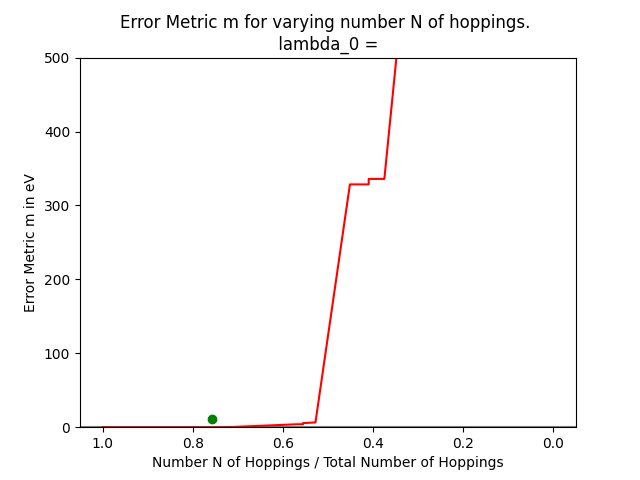 Error Metric m for varying number N of hoppings.
lambda_0 =
500
400
300
200
100
0
Error Metric m in eV
1.0 0.8 0.6 0.4 0.2 0.0
Number N of Hoppings / Total Number of Hoppings